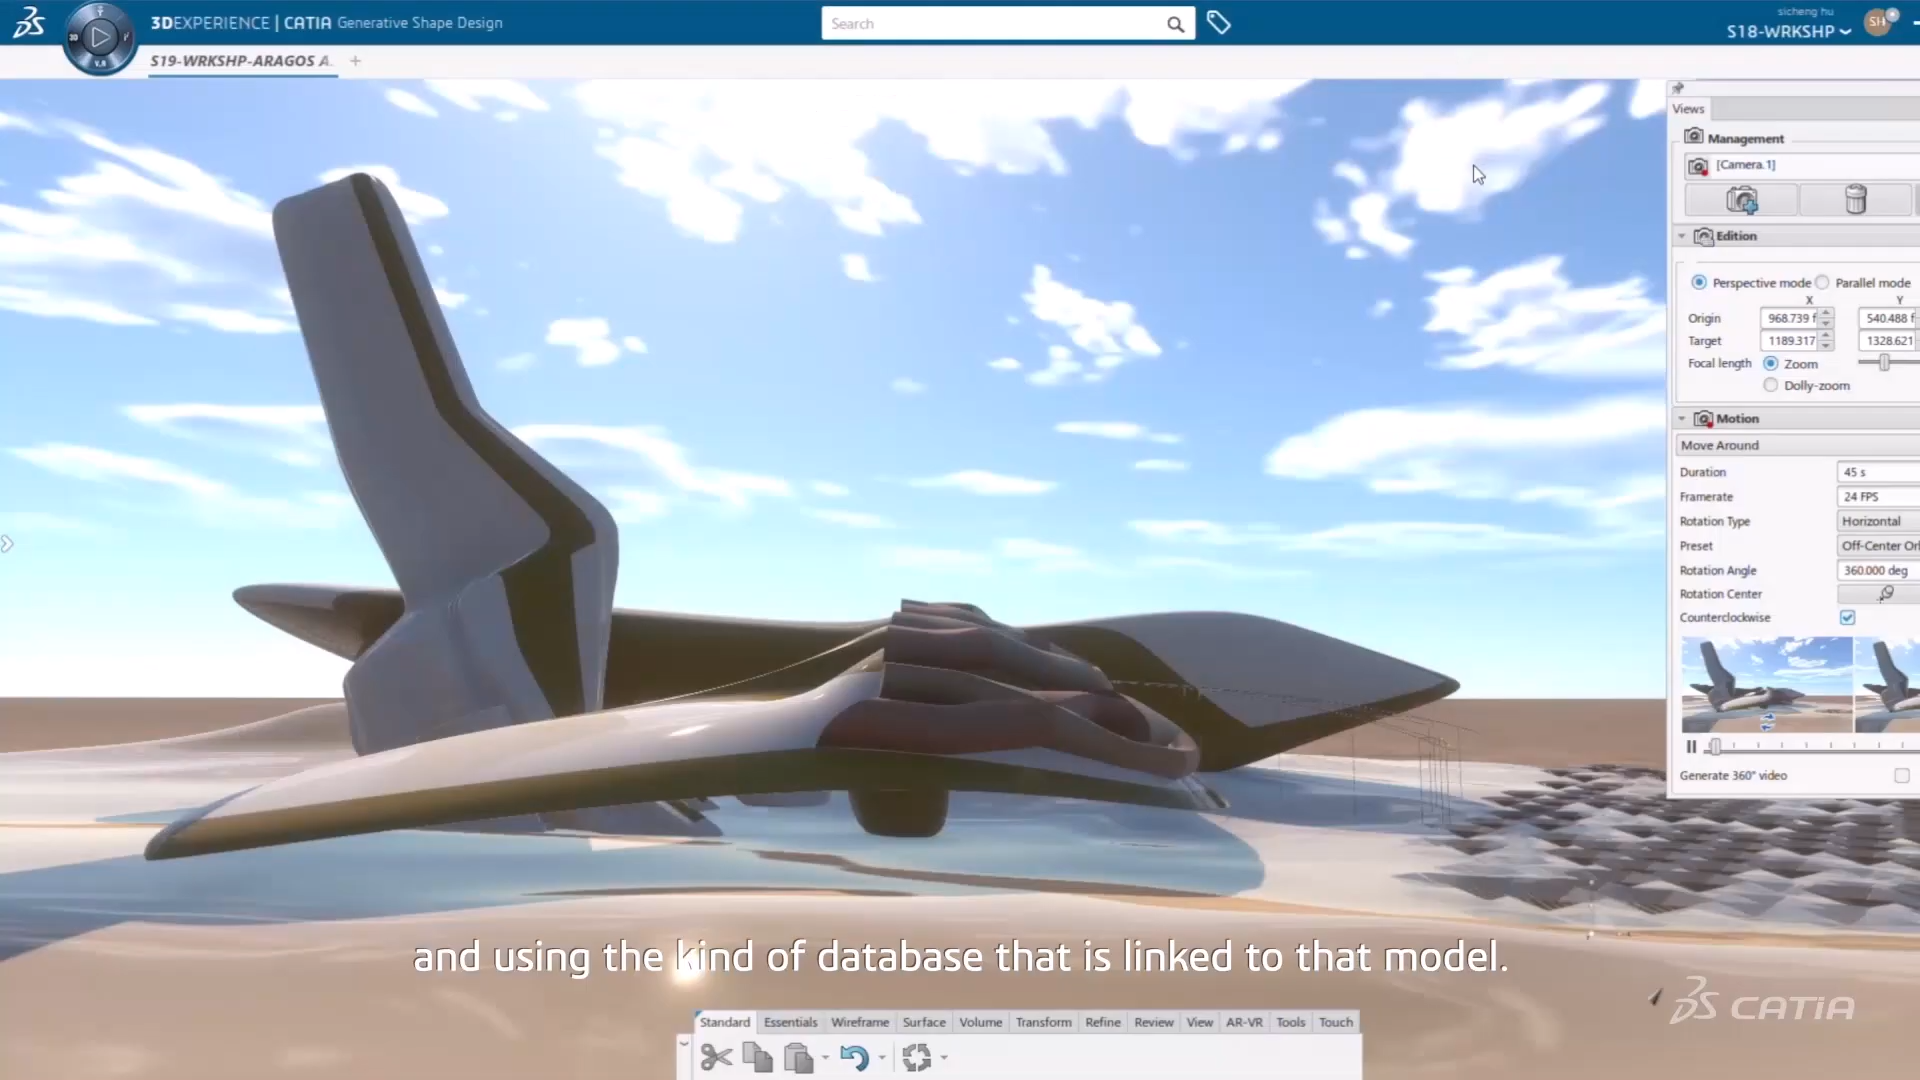 3DEXPERIENCE | CATIA Generative Shape Design
Search
sicheng hu
S18-WRKSHP
SH
3D
V.R
S19-WRKSHP-ARAGOS A
Views
Management
[Camera.1]
Edition
Perspective mode
Parallel mode
X
Y
Origin
968.739 f
540.488 f
Target
1189.317
1328.621
Focal length
Zoom
Dolly-zoom
Motion
Move Around
Duration
45 s
Framerate
24 FPS
Rotation Type
Horizontal
Preset
Off-Center Orl
Rotation Angle
360.000 deg
Rotation Center
Counterclockwise
Generate 360° video
and using the kind of database that is linked to that model.
CATIA
Standard
Essentials
Wireframe
Surface
Volume
Transform
Refine
Review
View
AR-VR
Tools
Touch